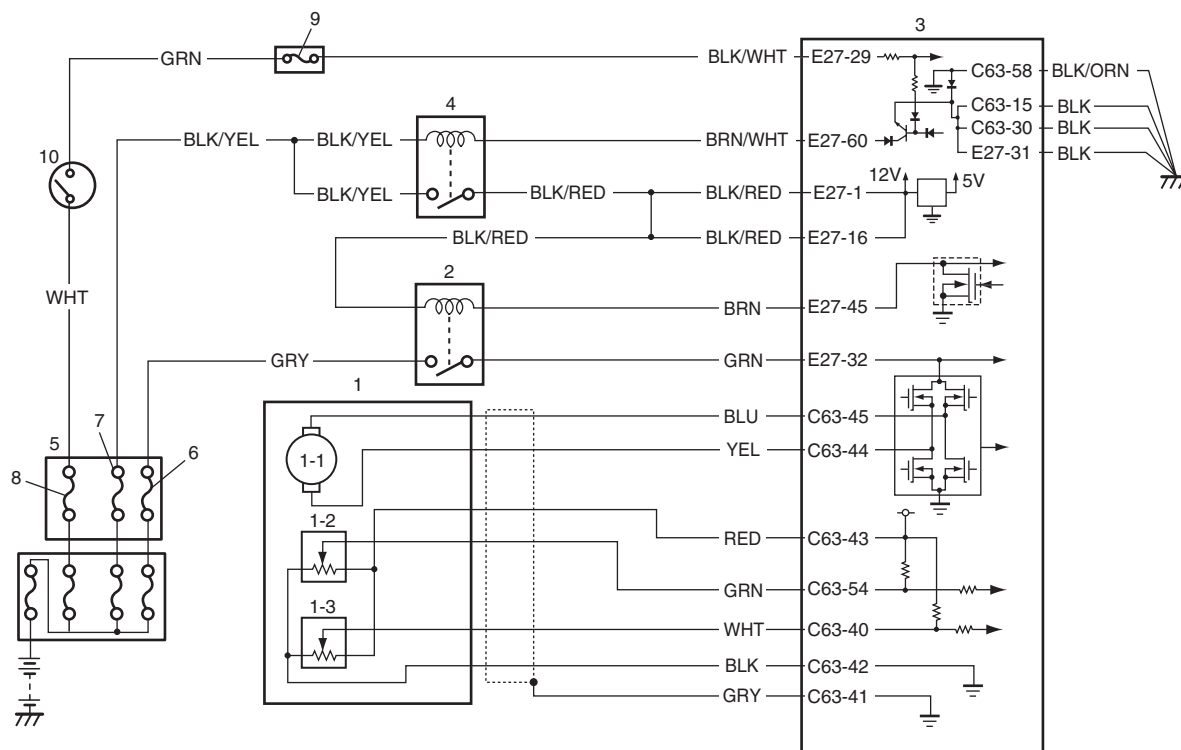 9
3
GRN
BLK/WHT
E27-29
C63-58
BLK/ORN
4
C63-15
BLK
BLK/YEL
BLK/YEL
BRN/WHT
E27-60
C63-30
BLK
10
E27-31
BLK
12V
5V
BLK/YEL
BLK/RED
BLK/RED
E27-1
BLK/RED
BLK/RED
E27-16
2
WHT
BRN
E27-45
GRY
GRN
E27-32
1
BLU
C63-45
5
7
6
1-1
YEL
C63-44
8
1-2
RED
C63-43
GRN
C63-54
1-3
WHT
C63-40
BLK
C63-42
GRY
C63-41